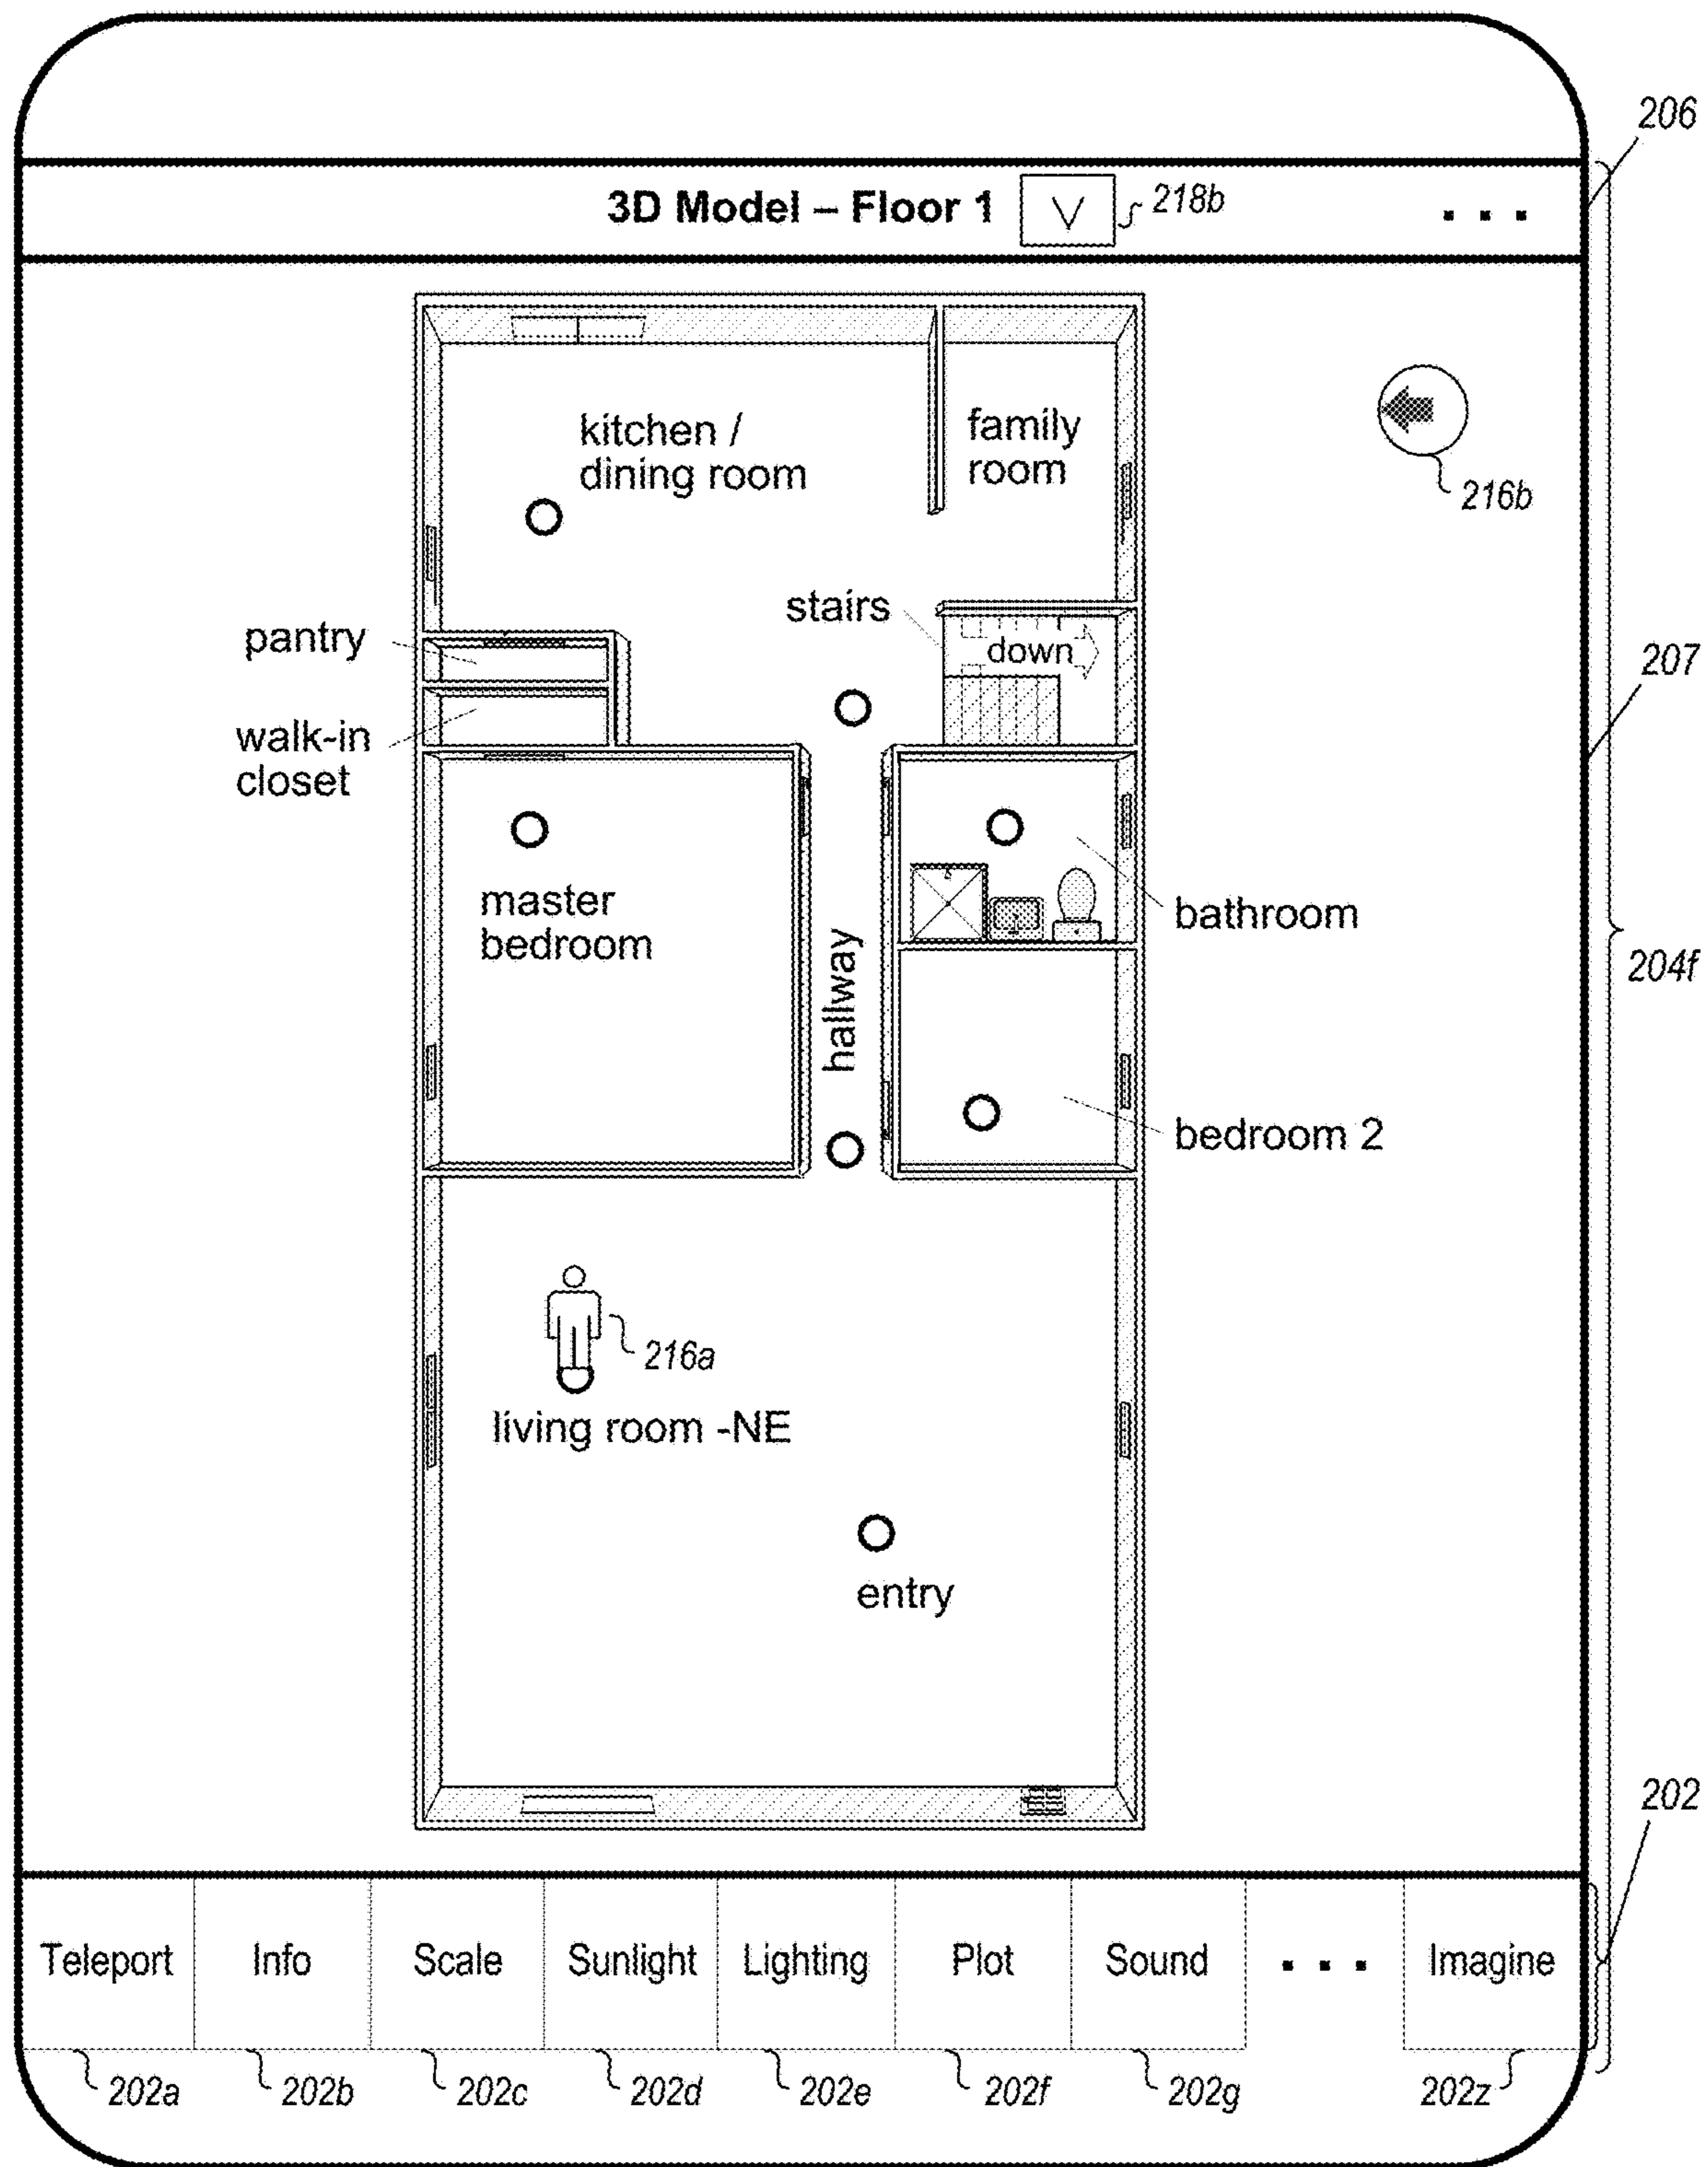 206
3D Model – Floor 1
V
218b
. . .
kitchen /
dining room
family
room
216b
stairs
down
pantry
207
walk-in
closet
master
bedroom
hallway
bathroom
204f
bedroom 2
216a
living room -NE
entry
202
Teleport
Info
Scale
Sunlight
Lighting
Plot
Sound
. . .
Imagine
202a
202b
202c
202d
202e
202f
202g
202z